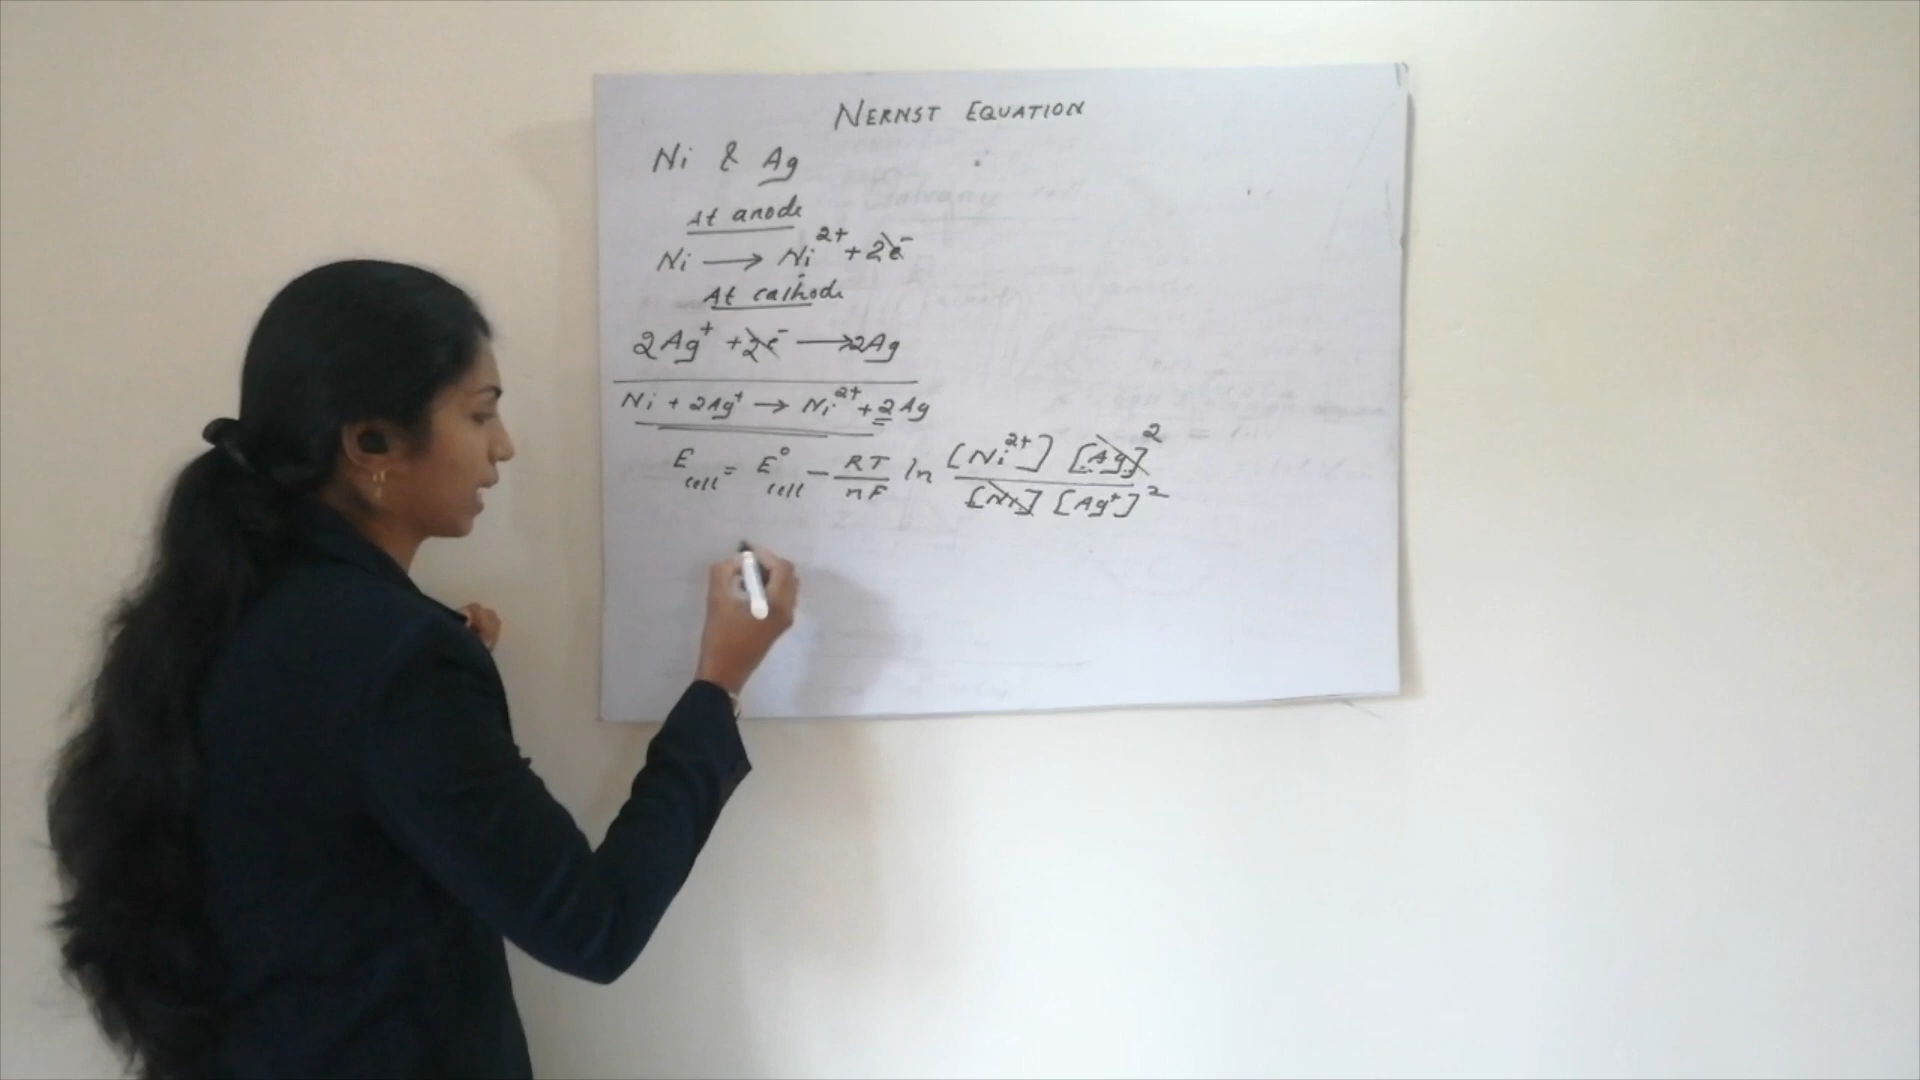 NERNST EQUATION
Ni & Ag
At anode
Ni ⟶ Ni²⁺ + 2e⁻
At cathode
2Ag⁺ + 2e⁻ ⟶ 2Ag
Ni + 2Ag⁺ → Ni²⁺ + 2Ag
E cell = E° cell − RT/nF ln [Ni²⁺] [Ag]² / [Ni] [Ag⁺]²